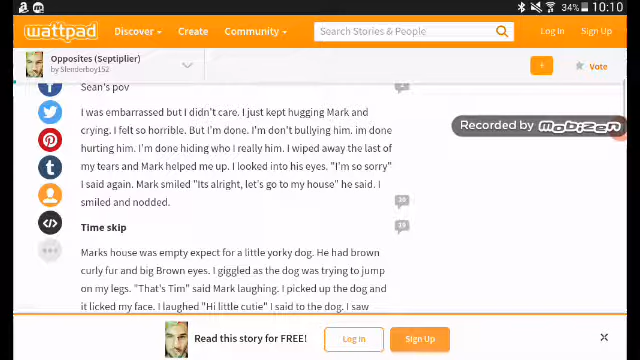 34% 10:10
wattpad Discover Create Community Search Stories & People Log In Sign Up
Opposites (Septiplier)
by Slenderboy152
+ Vote
Sean's pov
Recorded by mobizen
I was embarrassed but I didn't care. I just kept hugging Mark and
crying. I felt so horrible. But I'm done. I'm don't bullying him. im done
hurting him. I'm done hiding who I really him. I wiped away the last of
my tears and Mark helped me up. I looked into his eyes. "I'm so sorry"
I said again. Mark smiled "Its alright, let's go to my house" he said. I
smiled and nodded.
39
Time skip
39
Marks house was empty expect for a little yorky dog. He had brown
curly fur and big Brown eyes. I giggled as the dog was trying to jump
on my legs. "That's Tim" said Mark laughing. I picked up the dog and
it licked my face. I laughed "Hi little cutie" I said to the dog. I saw
Read this story for FREE! Log In Sign Up